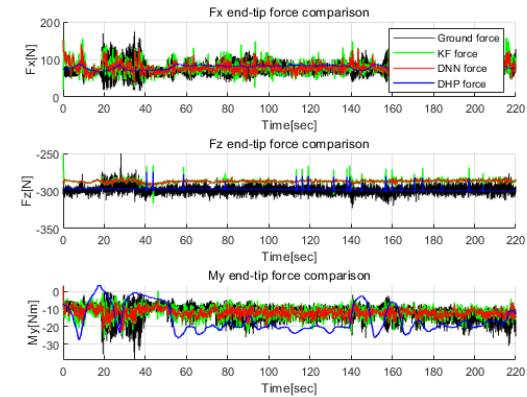 Fx end-tip force comparison
200
100
0
Fx[N]
Ground force
KF force
DNN force
DHP force
0 20 40 60 80 100 120 140 160 180 200 220
Time[sec]
Fz end-tip force comparison
-250
-300
-350
Fz[N]
0 20 40 60 80 100 120 140 160 180 200 220
Time[sec]
My end-tip force comparison
0
-10
-20
-30
My[Nm]
0 20 40 60 80 100 120 140 160 180 200 220
Time[sec]